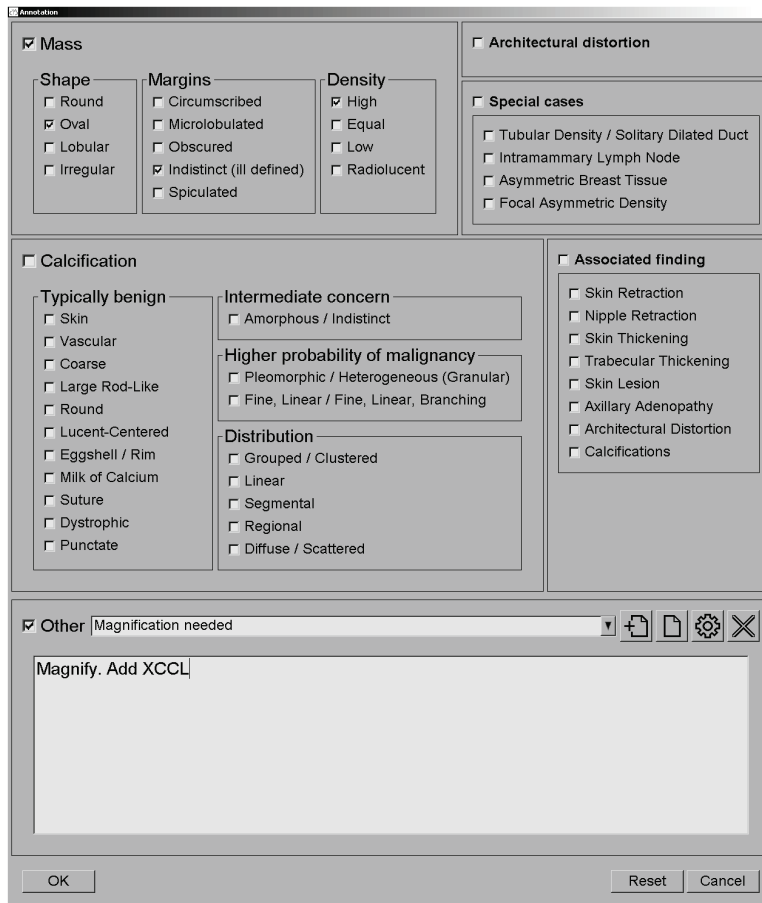 Annotation
Mass
Shape
Round
Oval
Lobular
Irregular
Margins
Circumscribed
Microlobulated
Obscured
Indistinct (ill defined)
Spiculated
Density
High
Equal
Low
Radiolucent
Architectural distortion
Special cases
Tubular Density / Solitary Dilated Duct
Intramammary Lymph Node
Asymmetric Breast Tissue
Focal Asymmetric Density
Calcification
Typically benign
Skin
Vascular
Coarse
Large Rod-Like
Round
Lucent-Centered
Eggshell / Rim
Milk of Calcium
Suture
Dystrophic
Punctate
Intermediate concern
Amorphous / Indistinct
Higher probability of malignancy
Pleomorphic / Heterogeneous (Granular)
Fine, Linear / Fine, Linear, Branching
Distribution
Grouped / Clustered
Linear
Segmental
Regional
Diffuse / Scattered
Associated finding
Skin Retraction
Nipple Retraction
Skin Thickening
Trabecular Thickening
Skin Lesion
Axillary Adenopathy
Architectural Distortion
Calcifications
Other Magnification needed
Magnify. Add XCCL
OK Reset Cancel